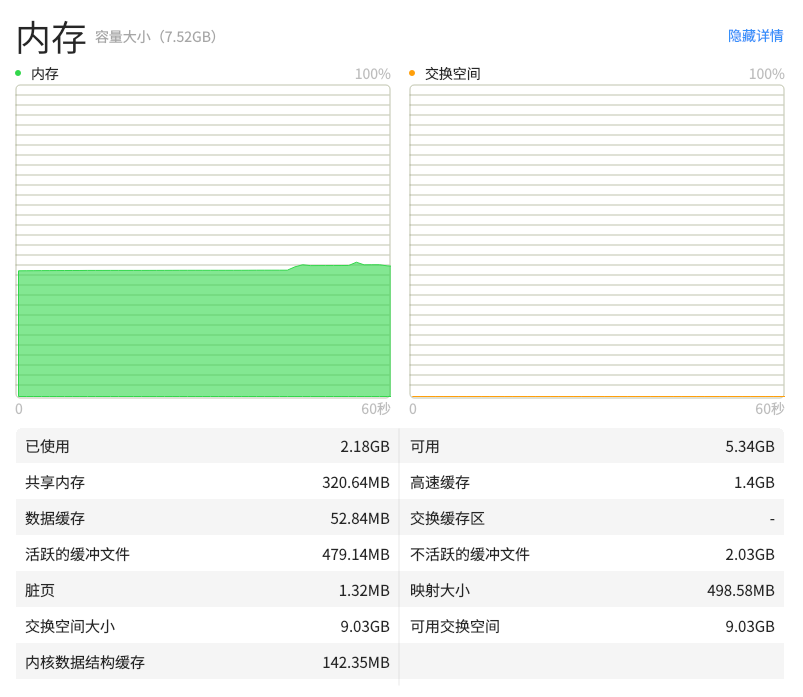 内存 容量大小（7.52GB） 隐藏详情
内存 100% 交换空间 100%
0 60秒 0 60秒
已使用 2.18GB 可用 5.34GB
共享内存 320.64MB 高速缓存 1.4GB
数据缓存 52.84MB 交换缓存区 -
活跃的缓冲文件 479.14MB 不活跃的缓冲文件 2.03GB
脏页 1.32MB 映射大小 498.58MB
交换空间大小 9.03GB 可用交换空间 9.03GB
内核数据结构缓存 142.35MB